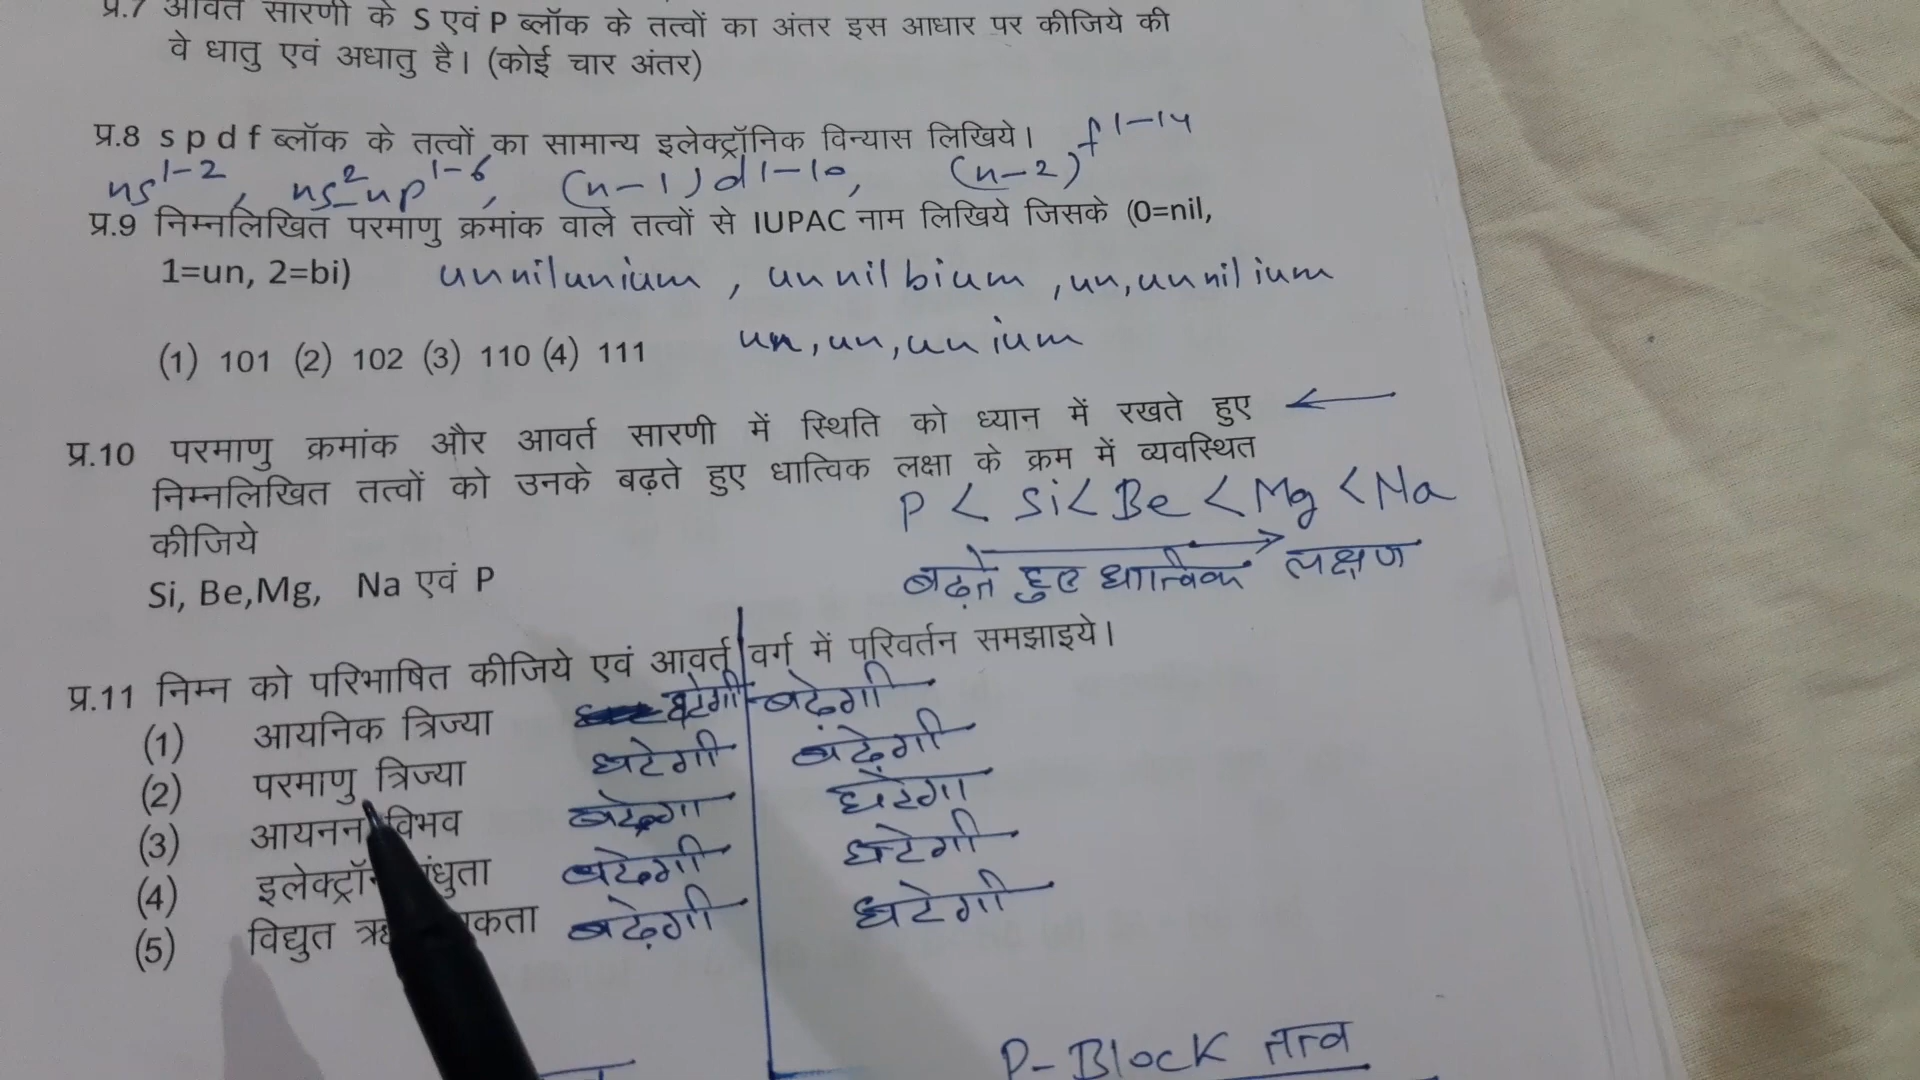 प्र.7 आवर्त सारणी के S एवं P ब्लॉक के तत्वों का अंतर इस आधार पर कीजिये की
वे धातु एवं अधातु है। (कोई चार अंतर)
प्र.8 s p d f ब्लॉक के तत्वों का सामान्य इलेक्ट्रॉनिक विन्यास लिखिये।
ns¹⁻², ns² np¹⁻⁶, (n-1)d1-10, (n-2)f¹⁻¹⁴
प्र.9 निम्नलिखित परमाणु क्रमांक वाले तत्वों से IUPAC नाम लिखिये जिसके (0=nil,
1=un, 2=bi) unnilunium, unnilbium, un,unnilium
(1) 101 (2) 102 (3) 110 (4) 111 un,un,unium
प्र.10 परमाणु क्रमांक और आवर्त सारणी में स्थिति को ध्यान में रखते हुए ←
निम्नलिखित तत्वों को उनके बढ़ते हुए धात्विक लक्षा के क्रम में व्यवस्थित
कीजिये P < Si < Be < Mg < Na
Si, Be,Mg, Na एवं P बढ़ते हुए धात्विक लक्षण
प्र.11 निम्न को परिभाषित कीजिये एवं आवर्त वर्ग में परिवर्तन समझाइये।
(1) आयनिक त्रिज्या घटेगी बढ़ेगी
(2) परमाणु त्रिज्या घटेगी बढ़ेगी
(3) आयनन विभव बढ़ेगा घटेगा
(4) बढ़ेगी घटेगी
(5) विद्युत बढ़ेगी घटेगी
P-Block तत्व